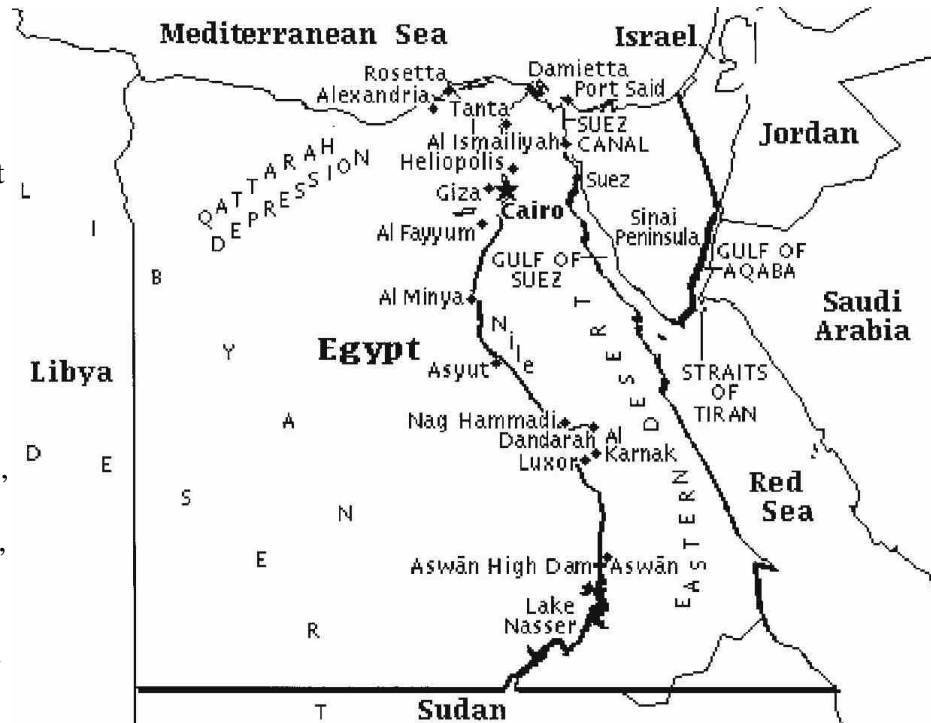 Mediterranean Sea
Israel
Rosetta
Damietta
Alexandria
Port Said
Tanta
SUEZ
CANAL
Al Ismailiyah
Jordan
Heliopolis
QATTARAH
DEPRESSION
Giza
Suez
Cairo
Sinai
Peninsula
Al Fayyum
GULF OF
SUEZ
GULF OF
AQABA
Al Minya
Saudi
Arabia
Nile
Egypt
Libya
Asyut
STRAITS
OF
TIRAN
LIBYAN
DESERT
EASTERN DESERT
Nag Hammadi
Dandarah
Al
Karnak
Luxor
Red
Sea
Aswān High Dam
Aswān
Lake
Nasser
Sudan